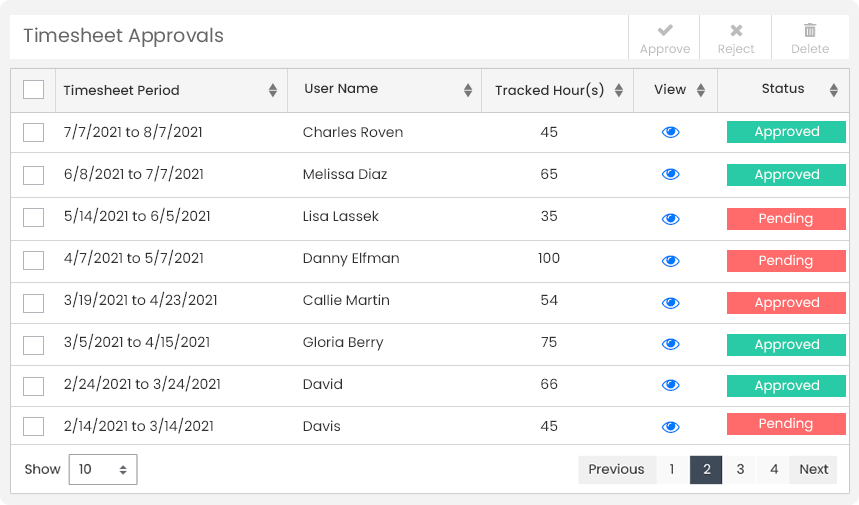 Timesheet Approvals
Approve Reject Delete
Timesheet Period User Name Tracked Hour(s) View Status
7/7/2021 to 8/7/2021 Charles Roven 45 Approved
6/8/2021 to 7/7/2021 Melissa Diaz 65 Approved
5/14/2021 to 6/5/2021 Lisa Lassek 35 Pending
4/7/2021 to 5/7/2021 Danny Elfman 100 Pending
3/19/2021 to 4/23/2021 Callie Martin 54 Approved
3/5/2021 to 4/15/2021 Gloria Berry 75 Approved
2/24/2021 to 3/24/2021 David 66 Approved
2/14/2021 to 3/14/2021 Davis 45 Pending
Show 10 Previous 1 2 3 4 Next